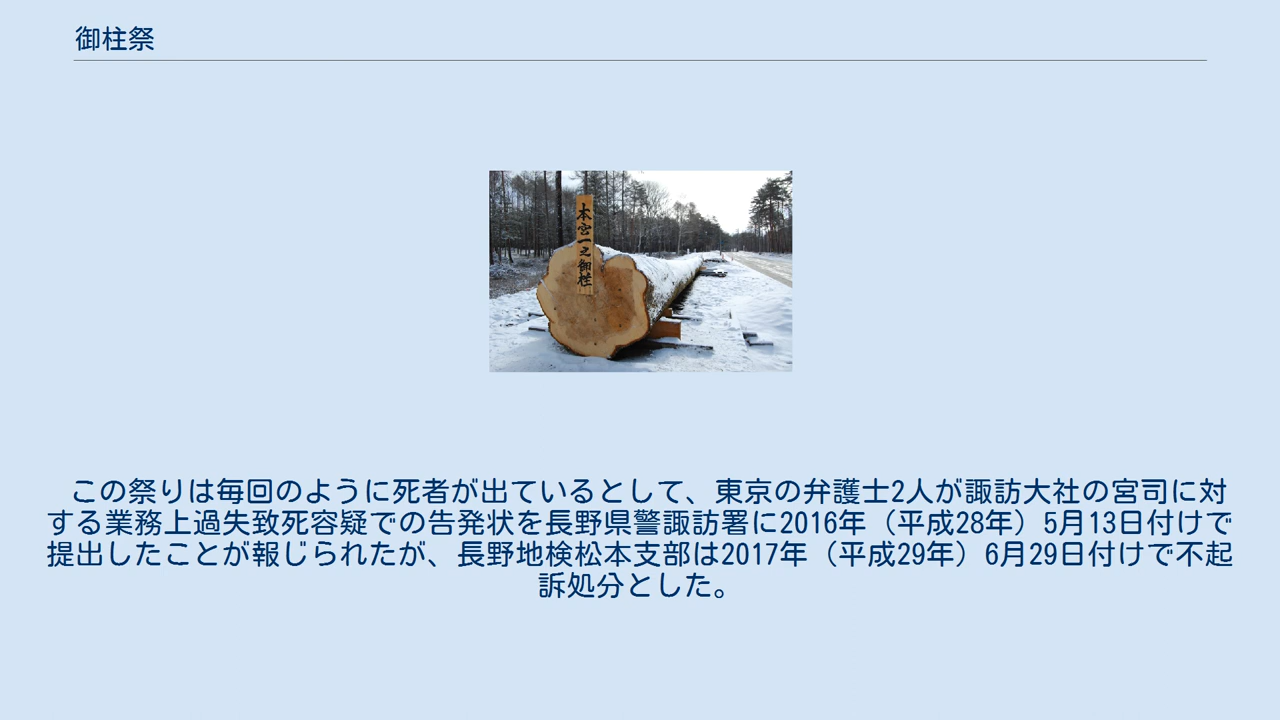 御柱祭
本宮一之御柱
この祭りは毎回のように死者が出ているとして、東京の弁護士2人が諏訪大社の宮司に対
する業務上過失致死容疑での告発状を長野県警諏訪署に2016年（平成28年）5月13日付けで
提出したことが報じられたが、長野地検松本支部は2017年（平成29年）6月29日付けで不起
訴処分とした。